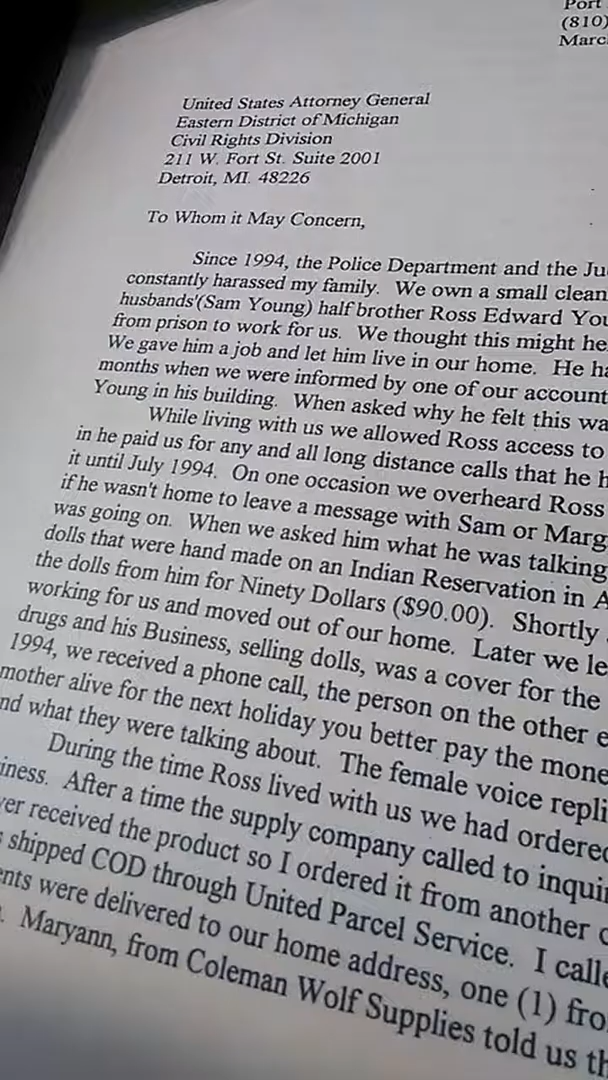 Port
(810)
Marc
United States Attorney General
Eastern District of Michigan
Civil Rights Division
211 W. Fort St. Suite 2001
Detroit, MI. 48226
To Whom it May Concern,
Since 1994, the Police Department and the Ju
constantly harassed my family. We own a small clean
husbands'(Sam Young) half brother Ross Edward You
from prison to work for us. We thought this might he
We gave him a job and let him live in our home. He ha
months when we were informed by one of our account
Young in his building. When asked why he felt this wa
While living with us we allowed Ross access to
in he paid us for any and all long distance calls that he h
it until July 1994. On one occasion we overheard Ross
if he wasn't home to leave a message with Sam or Marg
was going on. When we asked him what he was talking
dolls that were hand made on an Indian Reservation in A
the dolls from him for Ninety Dollars ($90.00). Shortly
working for us and moved out of our home. Later we le
drugs and his Business, selling dolls, was a cover for the
1994, we received a phone call, the person on the other e
mother alive for the next holiday you better pay the mone
nd what they were talking about. The female voice repli
During the time Ross lived with us we had ordered
iness. After a time the supply company called to inqui
ver received the product so I ordered it from another c
s shipped COD through United Parcel Service. I calle
ents were delivered to our home address, one (1) fro
. Maryann, from Coleman Wolf Supplies told us th